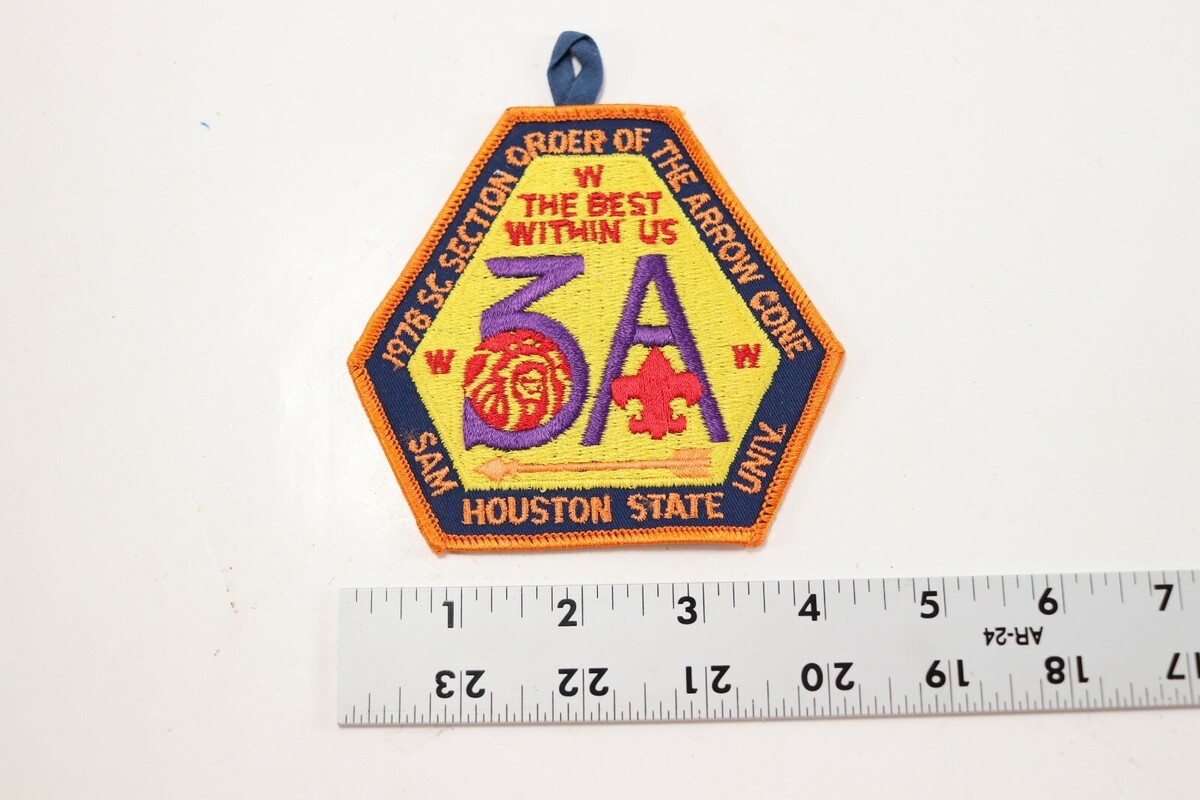 1978 SC SECTION ORDER OF THE ARROW CONE
W
THE BEST
WITHIN US
3A
W W
SAM HOUSTON STATE UNIV.
1 2 3 4 5 6 7
AR-24
23 22 21 20 19 18 17